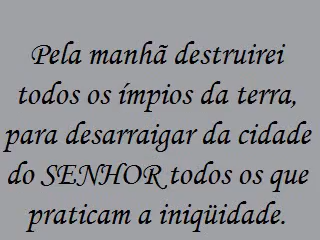 Pela manhã destruirei
todos os ímpios da terra,
para desarraigar da cidade
do SENHOR todos os que
praticam a iniqüidade.